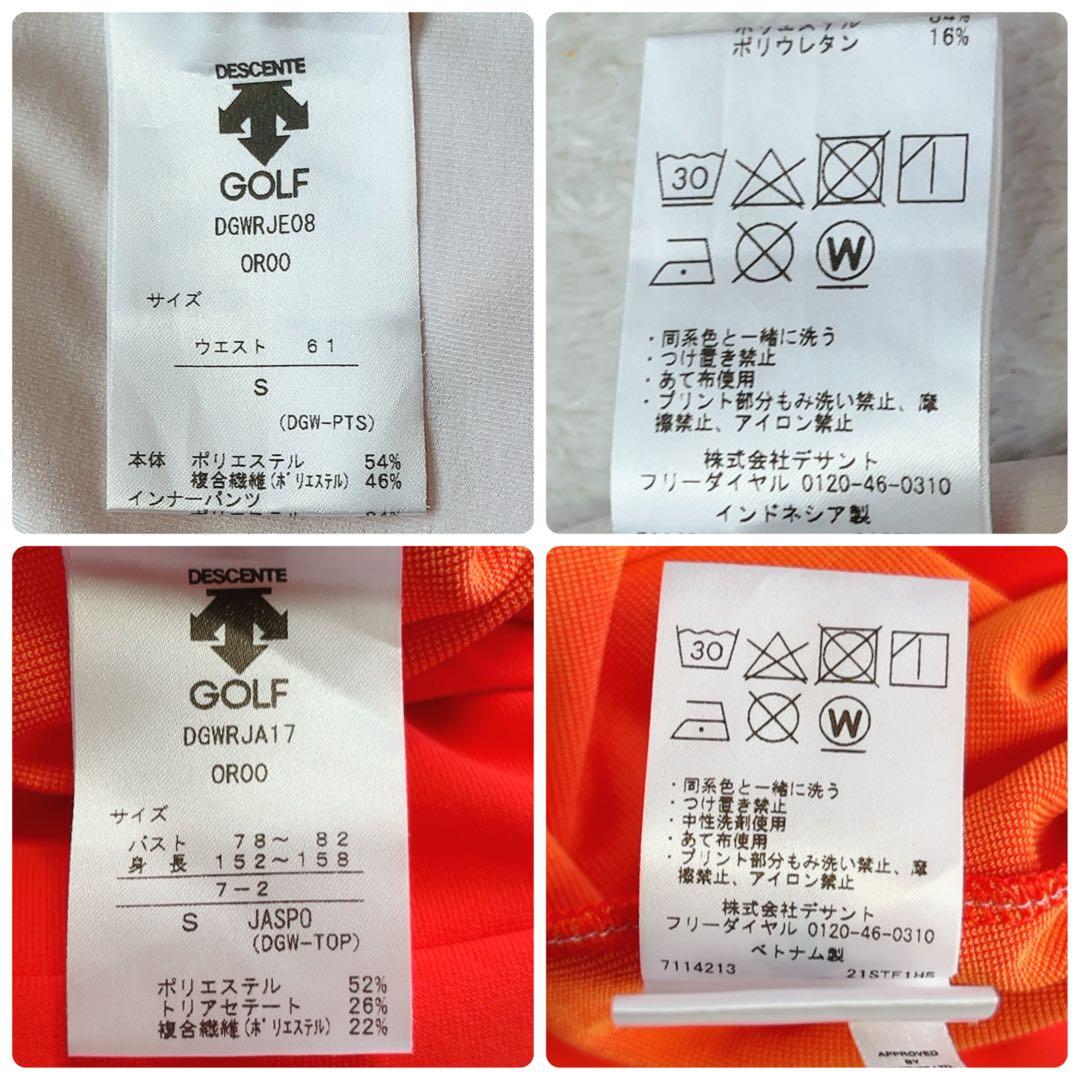 DESCENTE
GOLF
DGWRJE08
OR00
サイズ
ウエスト 61
S
(DGW-PTS)
本体 ポリエステル 54%
複合繊維(ポリエステル) 46%
インナーパンツ
ポリエステル 84%
ポリウレタン 16%
30
W
・同系色と一緒に洗う
・つけ置き禁止
・あて布使用
・プリント部分もみ洗い禁止、摩
擦禁止、アイロン禁止
株式会社デサント
フリーダイヤル 0120-46-0310
インドネシア製
DESCENTE
GOLF
DGWRJA17
OR00
サイズ
バスト 78～82
身長 152～158
7-2
S JASPO
(DGW-TOP)
ポリエステル 52%
トリアセテート 26%
複合繊維(ポリエステル) 22%
30
W
・同系色と一緒に洗う
・つけ置き禁止
・中性洗剤使用
・あて布使用
・プリント部分もみ洗い禁止、摩
擦禁止、アイロン禁止
株式会社デサント
フリーダイヤル 0120-46-0310
ベトナム製
7114213
APPROVED
BY